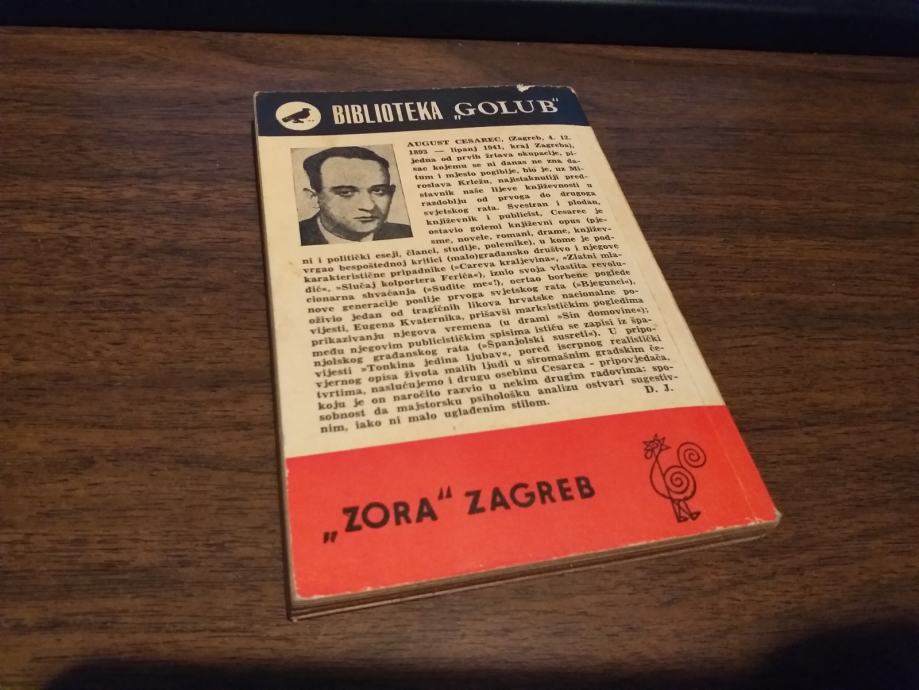 BIBLIOTEKA „GOLUB"
AUGUST CESAREC, (Zagreb, 4. 12.
1893 — lipanj 1941, kraj Zagreba),
jedna od prvih žrtava okupacije, pi-
sac kojemu se ni danas ne zna da-
tum i mjesto pogibije, bio je, uz Mi-
roslava Krležu, najistaknutiji pred-
stavnik naše lijeve književnosti u
razdoblju od prvoga do drugoga
svjetskog rata. Svestran i plodan,
književnik i publicist, Cesarec je
ostavio golemi književni opus (pje-
sme, novele, romani, drame, književ-
ni i politički eseji, članci, studije, polemike), u kome je pod-
vrgao bespoštednoj kritici (malo)građansko društvo i njegove
karakteristične pripadnike (»Careva kraljevina«, »Zlatni mla-
dić«, »Slučaj kolportera Ferića«), iznio svoja vlastita revolu-
cionarna shvaćanja (»Sudite me!«), ocrtao borbene poglede
nove generacije poslije prvoga svjetskog rata (»Bjegunci«),
oživio jedan od tragičnih likova hrvatske nacionalne po-
vijesti, Eugena Kvaternika, prišavši marksističkim pogledima
prikazivanju njegova vremena (u drami »Sin domovine«);
među njegovim publicističkim spisima ističu se zapisi iz špa-
njolskog građanskog rata (»Španjolski susreti«). U pripo-
vijesti »Tonkina jedina ljubav«, pored iscrpnog realistički
vjernog opisa života malih ljudi u siromašnim gradskim če-
tvrtima, naslućujemo i drugu osobinu Cesarca – pripovjedača,
koju je on naročito razvio u nekim drugim radovima: spo-
sobnost da majstorsku psihološku analizu ostvari sugestiv-
nim, iako ni malo uglađenim stilom.
D. J.
„ZORA" ZAGREB